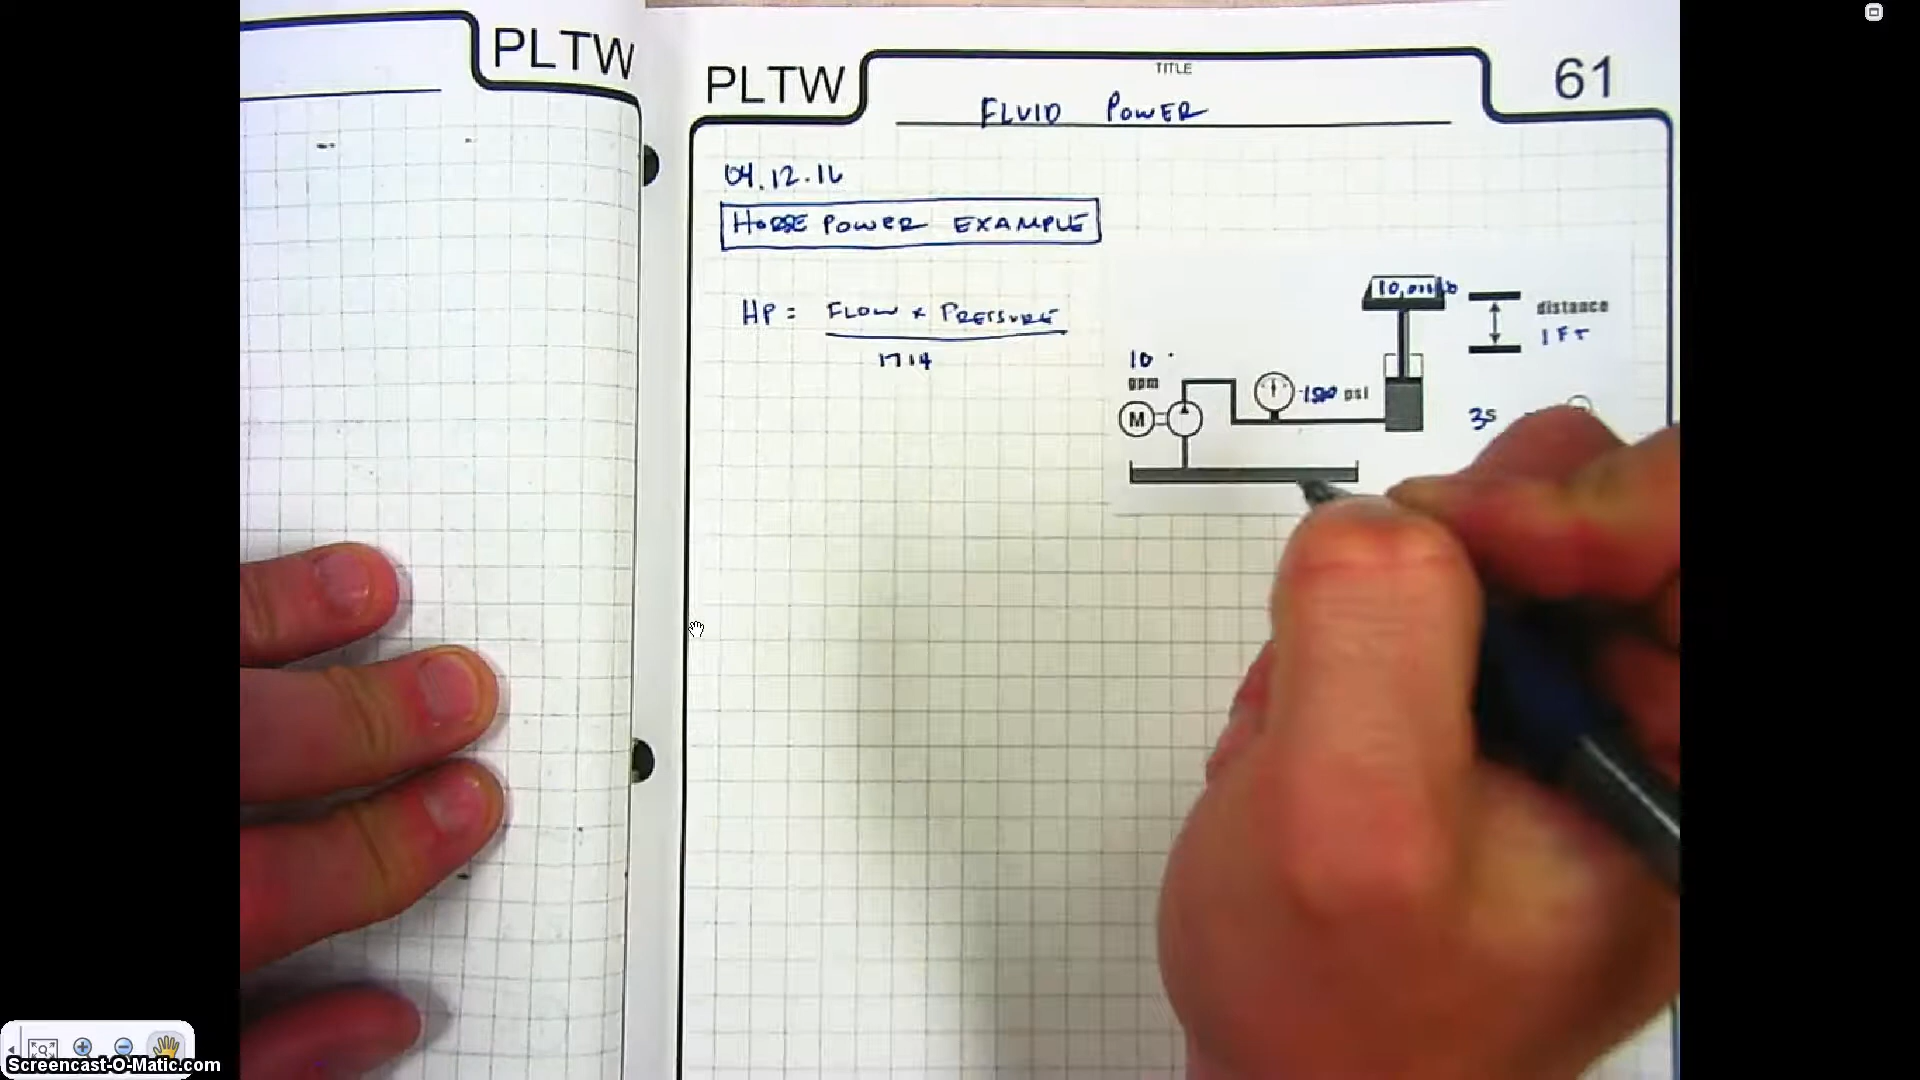 PLTW
PLTW
TITLE
61
FLUID POWER
04.12.16
HORSE POWER EXAMPLE
HP = FLOW x PRESSURE
1714
10
gpm
M
psi
distance
1 FT
3s
Screencast-O-Matic.com